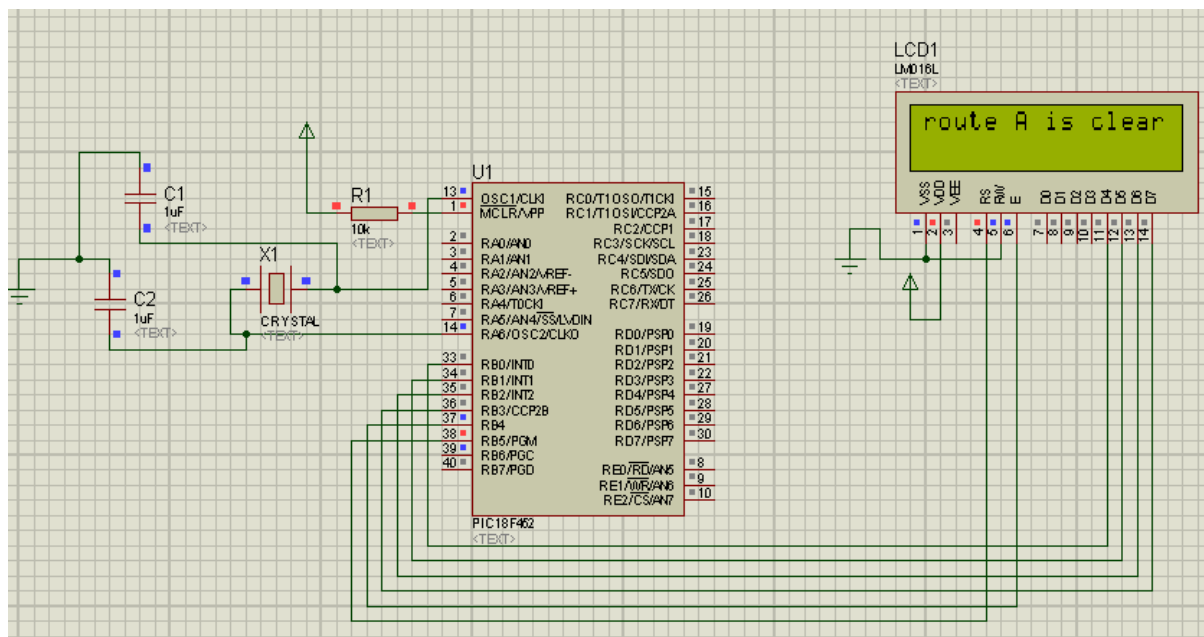 LCD1
LM016L
<TEXT>
route A is clear
VSS
VDD
VEE
RS
RW
E
D0
D1
D2
D3
D4
D5
D6
D7
1
2
3
4
5
6
7
8
9
10
11
12
13
14
C1
1uF
<TEXT>
R1
10k
<TEXT>
X1
CRYSTAL
<TEXT>
C2
1uF
<TEXT>
U1
13 OSC1/CLKI
1 MCLR/VPP
2 RA0/AN0
3 RA1/AN1
4 RA2/AN2/VREF-
5 RA3/AN3/VREF+
6 RA4/T0CKI
7 RA5/AN4/SS/LVDIN
14 RA6/OSC2/CLKO
33 RB0/INT0
34 RB1/INT1
35 RB2/INT2
36 RB3/CCP2B
37 RB4
38 RB5/PGM
39 RB6/PGC
40 RB7/PGD
RC0/T1OSO/T1CKI 15
RC1/T1OSI/CCP2A 16
RC2/CCP1 17
RC3/SCK/SCL 18
RC4/SDI/SDA 23
RC5/SDO 24
RC6/TX/CK 25
RC7/RX/DT 26
RD0/PSP0 19
RD1/PSP1 20
RD2/PSP2 21
RD3/PSP3 22
RD4/PSP4 27
RD5/PSP5 28
RD6/PSP6 29
RD7/PSP7 30
RE0/RD/AN5 8
RE1/WR/AN6 9
RE2/CS/AN7 10
PIC18F452
<TEXT>